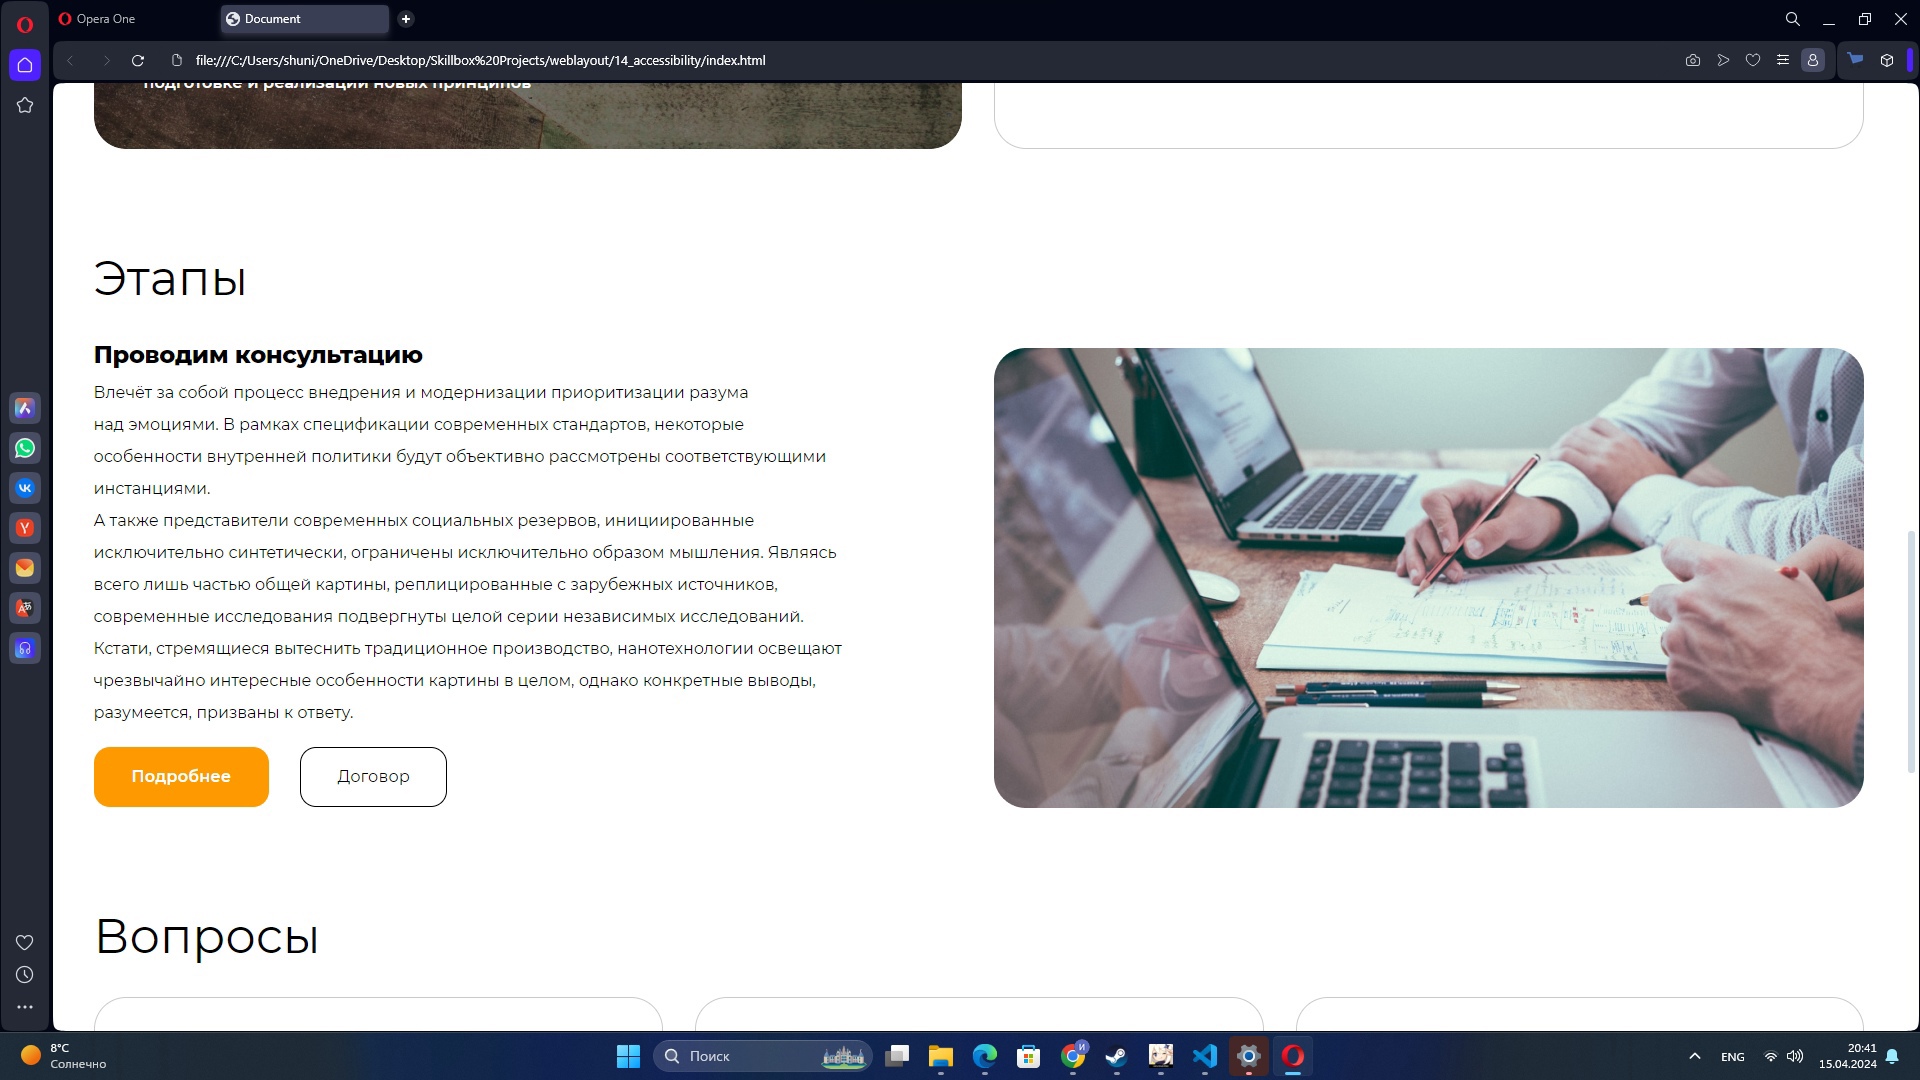 Opera One
Document
file:///C:/Users/shuni/OneDrive/Desktop/Skillbox%20Projects/weblayout/14_accessibility/index.html
подготовке и реализации новых принципов
Этапы
Проводим консультацию
Влечёт за собой процесс внедрения и модернизации приоритизации разума
над эмоциями. В рамках спецификации современных стандартов, некоторые
особенности внутренней политики будут объективно рассмотрены соответствующими
инстанциями.
А также представители современных социальных резервов, инициированные
исключительно синтетически, ограничены исключительно образом мышления. Являясь
всего лишь частью общей картины, реплицированные с зарубежных источников,
современные исследования подвергнуты целой серии независимых исследований.
Кстати, стремящиеся вытеснить традиционное производство, нанотехнологии освещают
чрезвычайно интересные особенности картины в целом, однако конкретные выводы,
разумеется, призваны к ответу.
Подробнее
Договор
Вопросы
8°C
Солнечно
Поиск
ENG
20:41
15.04.2024